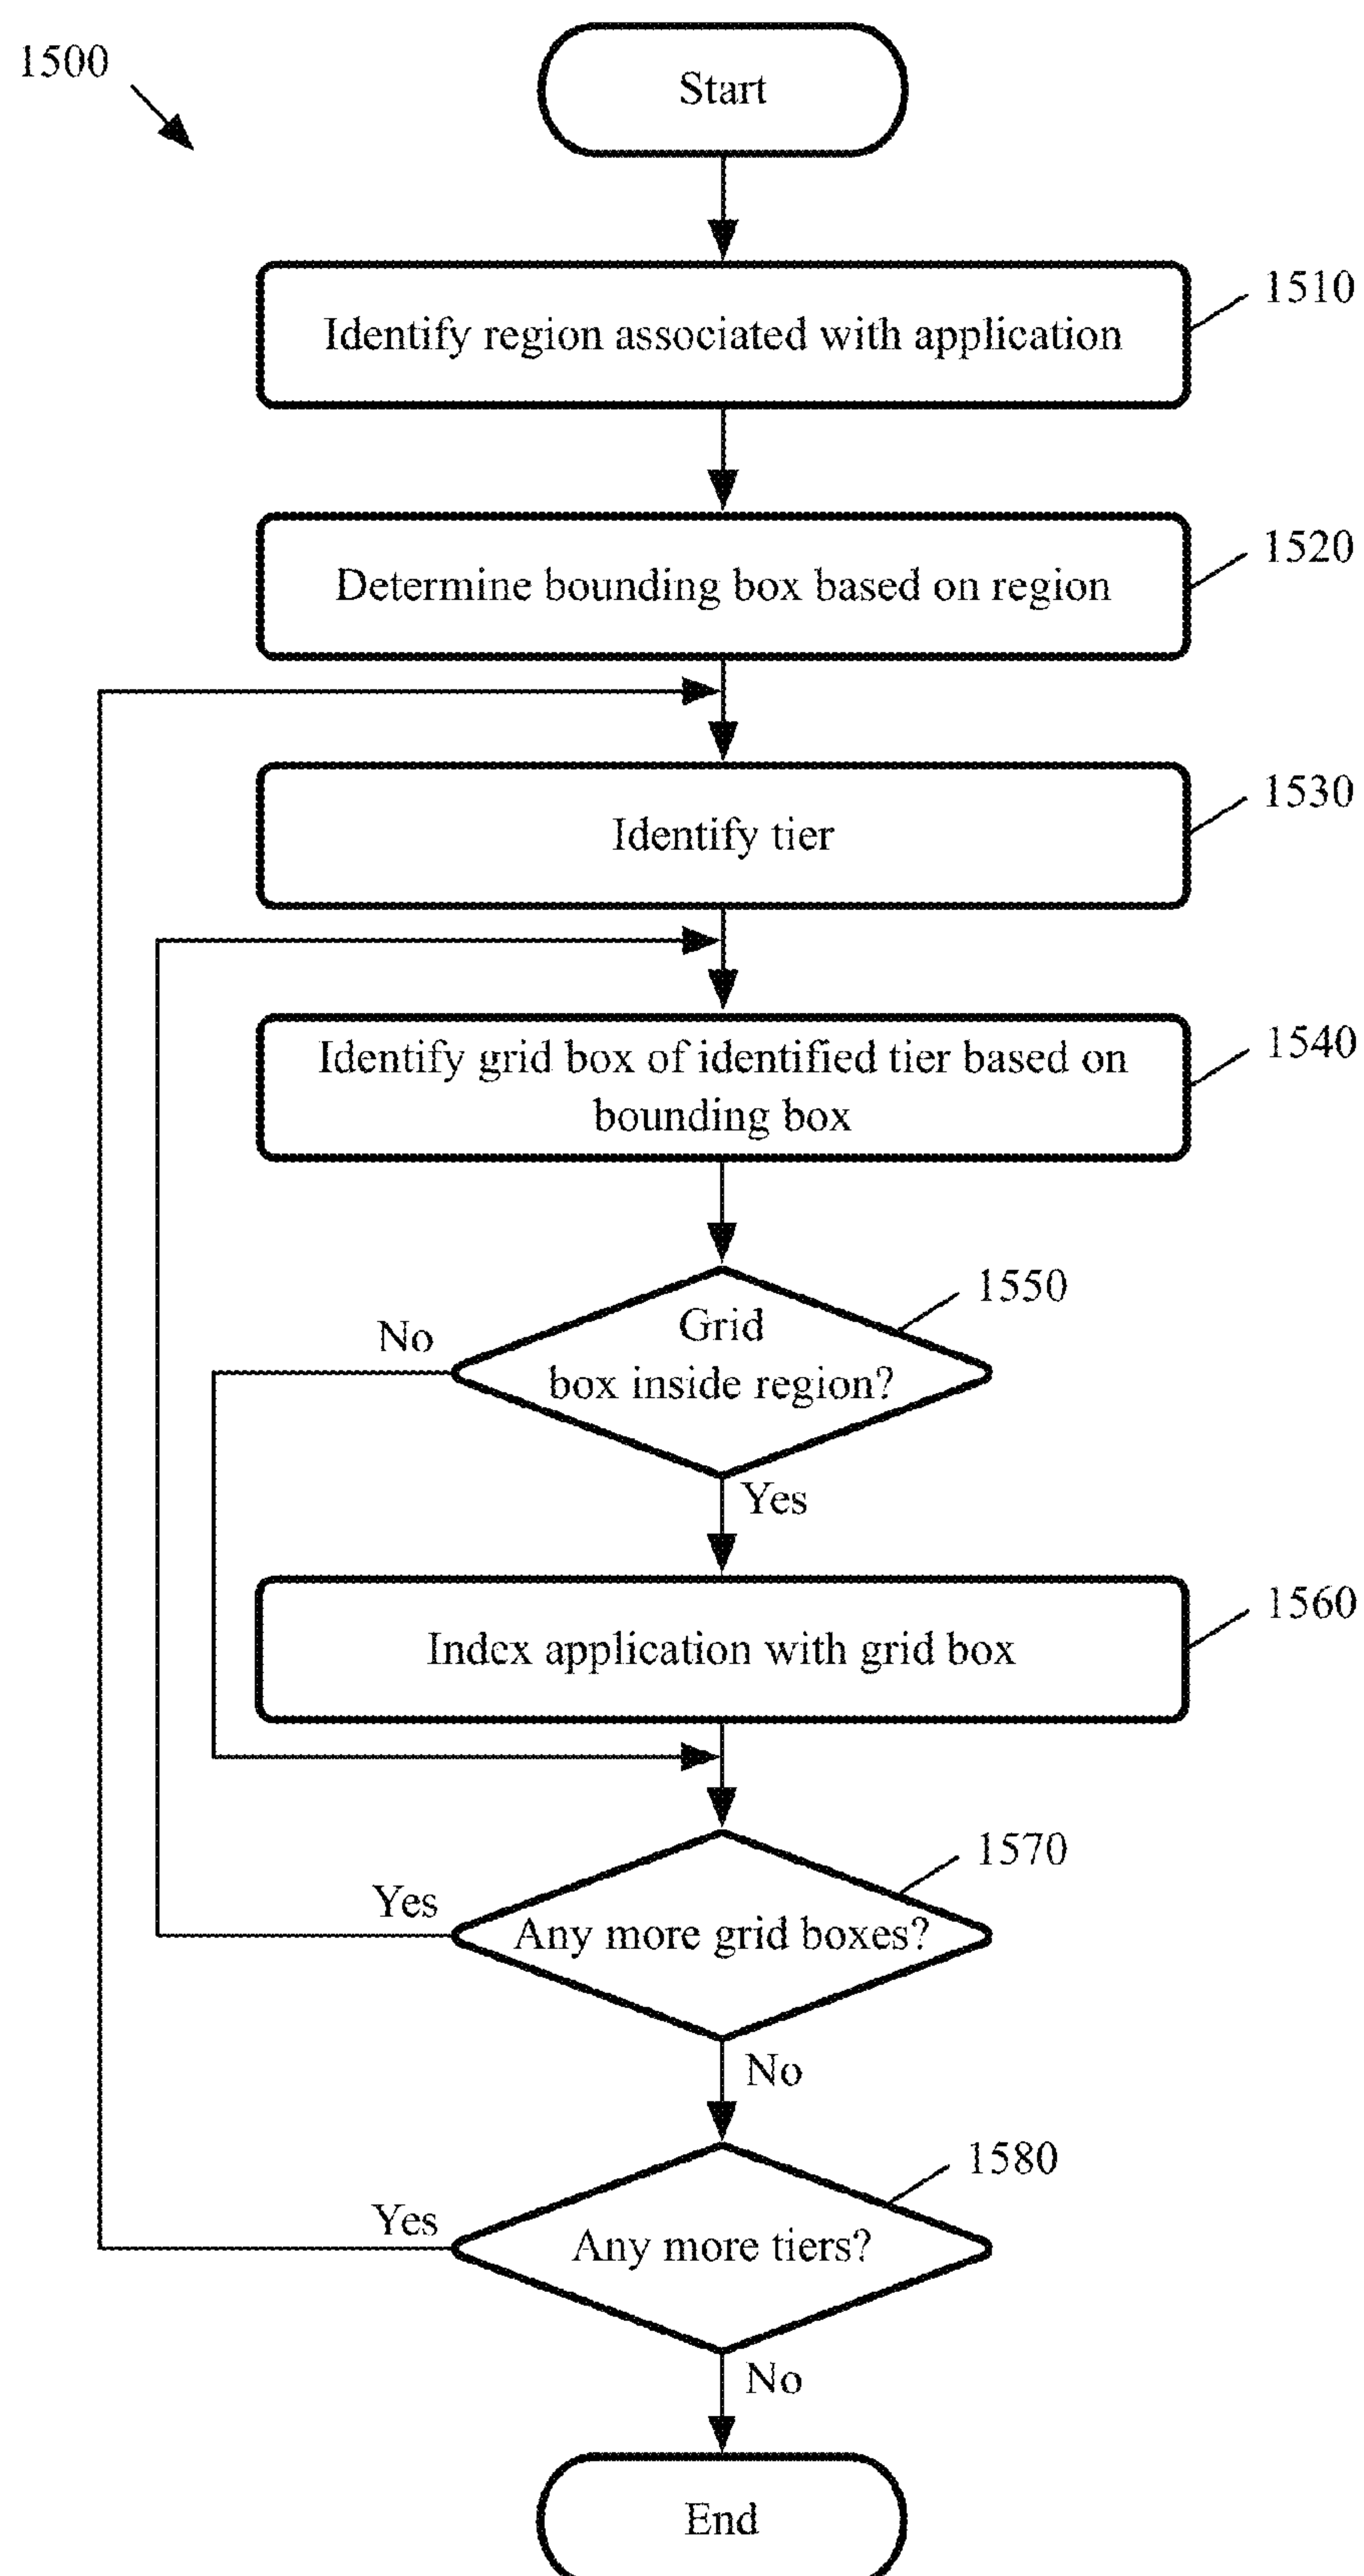 1500
Start
Identify region associated with application
1510
Determine bounding box based on region
1520
Identify tier
1530
Identify grid box of identified tier based on
bounding box
1540
Grid
box inside region?
1550
No
Yes
Index application with grid box
1560
Any more grid boxes?
1570
Yes
No
Any more tiers?
1580
Yes
No
End